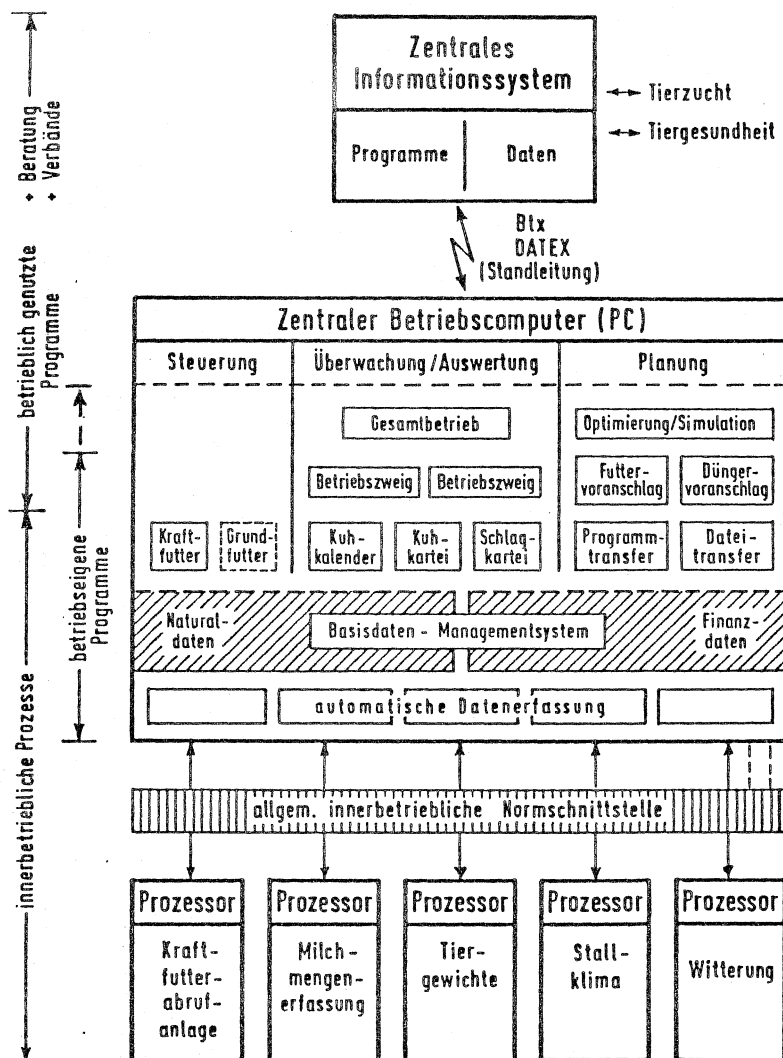 Zentrales
Informationssystem
Programme
Daten
Tierzucht
Tiergesundheit
Btx
DATEX
(Standleitung)
+ Beratung
+ Verbände
betrieblich genutzte
Programme
betriebseigene
Programme
innerbetriebliche Prozesse
Zentraler Betriebscomputer (PC)
Steuerung
Überwachung/Auswertung
Planung
Gesamtbetrieb
Optimierung/Simulation
Betriebszweig
Betriebszweig
Futter-
voranschlag
Dünger-
voranschlag
Kraft-
futter
Grund-
futter
Kuh-
kalender
Kuh-
kartei
Schlag-
kartei
Programm-
transfer
Datei-
transfer
Natural-
daten
Basisdaten - Managementsystem
Finanz-
daten
automatische Datenerfassung
allgem. innerbetriebliche Normschnittstelle
Prozessor
Kraft-
futter-
abruf-
anlage
Prozessor
Milch-
mengen-
erfassung
Prozessor
Tier-
gewichte
Prozessor
Stall-
klima
Prozessor
Witterung